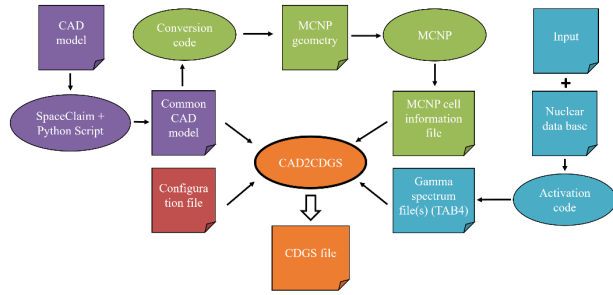 CAD
model
Conversion
code
MCNP
geometry
MCNP
Input
+
SpaceClaim +
Python Script
Common
CAD
model
MCNP cell
information
file
Nuclear
data base
CAD2CDGS
Configura
tion file
Gamma
spectrum
file(s) (TAB4)
Activation
code
CDGS file